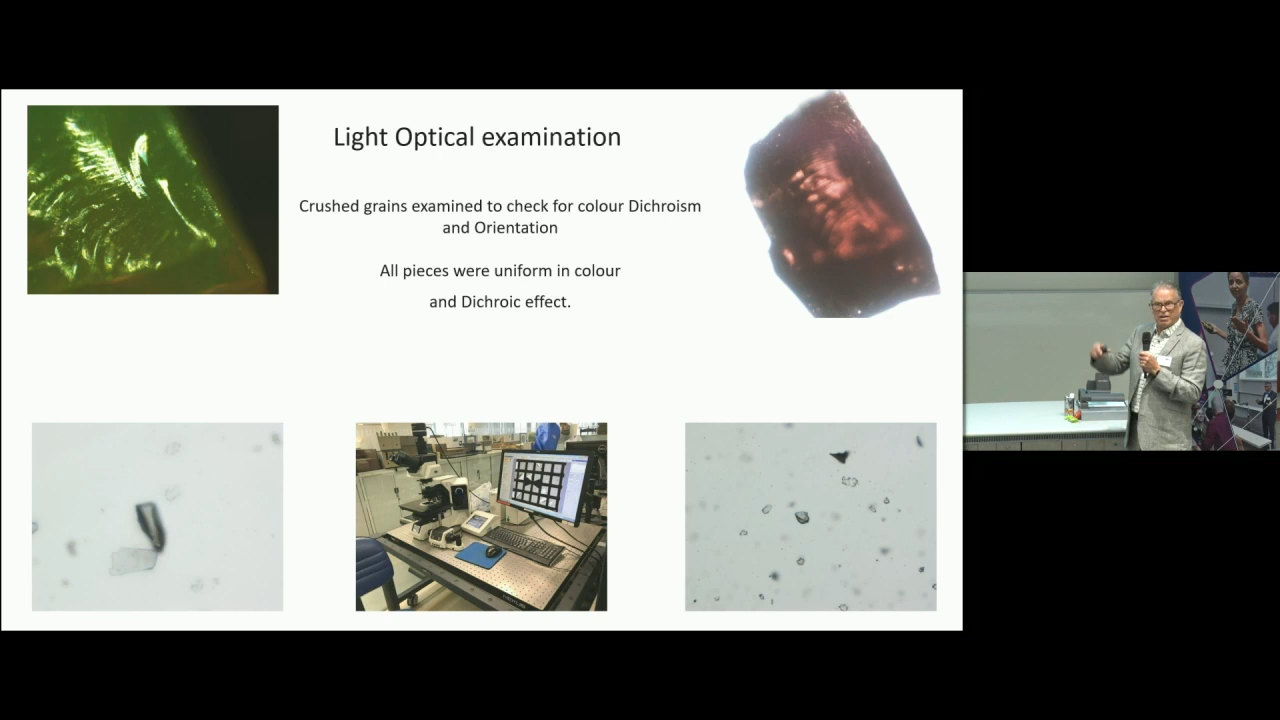 Light Optical examination
Crushed grains examined to check for colour Dichroism
and Orientation
All pieces were uniform in colour
and Dichroic effect.